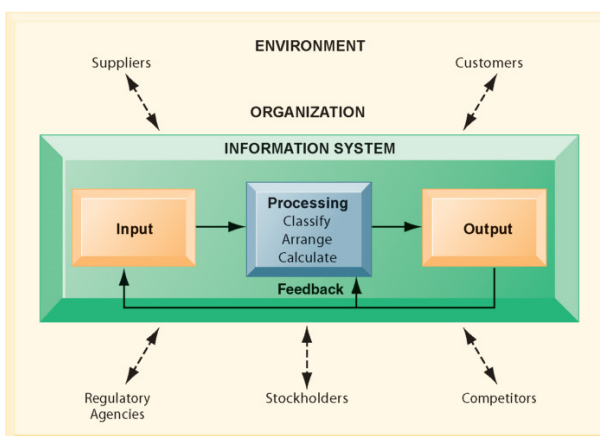 ENVIRONMENT
Suppliers
Customers
ORGANIZATION
INFORMATION SYSTEM
Input
Processing
Classify
Arrange
Calculate
Output
Feedback
Regulatory
Agencies
Stockholders
Competitors